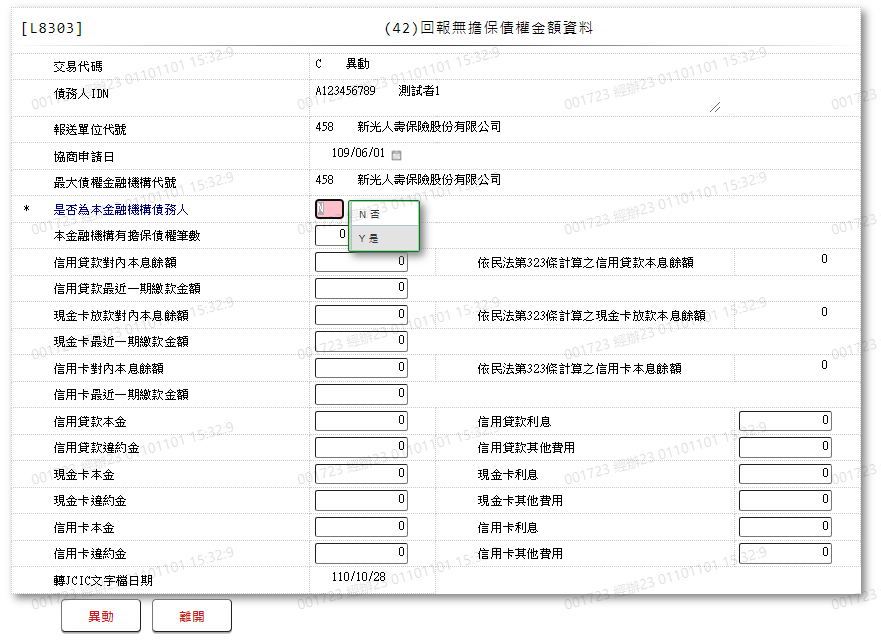 [L8303] (42)回報無擔保債權金額資料
交易代碼 C 異動
債務人IDN A123456789 測試者1
報送單位代號 458 新光人壽保險股份有限公司
協商申請日 109/06/01
最大債權金融機構代號 458 新光人壽保險股份有限公司
* 是否為本金融機構債務人 N N 否
Y 是
本金融機構有擔保債權筆數 0
信用貸款對內本息餘額 0 依民法第323條計算之信用貸款本息餘額 0
信用貸款最近一期繳款金額 0
現金卡放款對內本息餘額 0 依民法第323條計算之現金卡放款本息餘額 0
現金卡最近一期繳款金額 0
信用卡對內本息餘額 0 依民法第323條計算之信用卡本息餘額 0
信用卡最近一期繳款金額 0
信用貸款本金 0 信用貸款利息 0
信用貸款違約金 0 信用貸款其他費用 0
現金卡本金 0 現金卡利息 0
現金卡違約金 0 現金卡其他費用 0
信用卡本金 0 信用卡利息 0
信用卡違約金 0 信用卡其他費用 0
轉JCIC文字檔日期 110/10/28
異動 離開
001723 經辦23 01101101 15:32:9